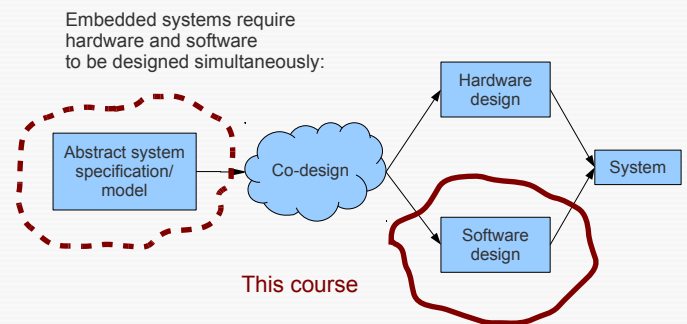 Embedded systems require
hardware and software
to be designed simultaneously:
Hardware
design
Abstract system
specification/
model
Co-design
System
Software
design
This course